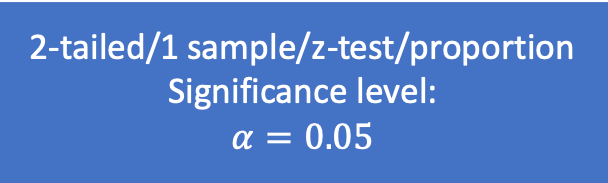 2-tailed/1 sample/z-test/proportion
Significance level:
α = 0.05